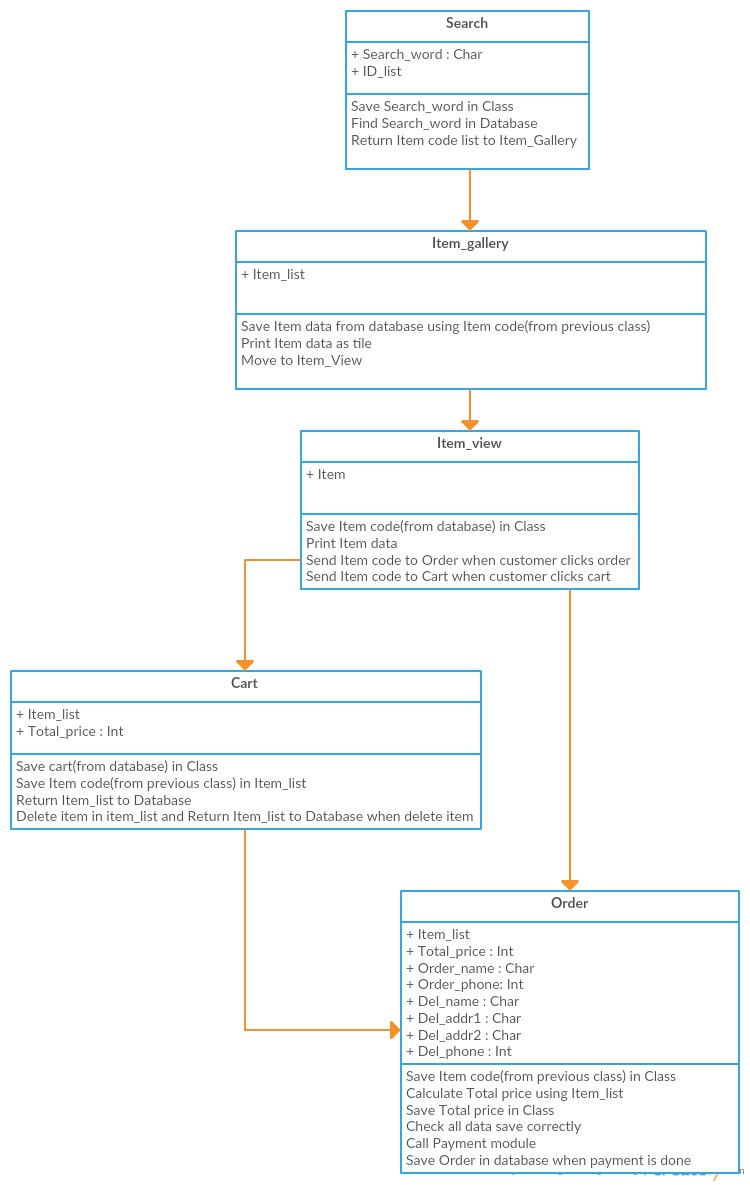 Search
+ Search_word : Char
+ ID_list
Save Search_word in Class
Find Search_word in Database
Return Item code list to Item_Gallery
Item_gallery
+ Item_list
Save Item data from database using Item code(from previous class)
Print Item data as tile
Move to Item_View
Item_view
+ Item
Save Item code(from database) in Class
Print Item data
Send Item code to Order when customer clicks order
Send Item code to Cart when customer clicks cart
Cart
+ Item_list
+ Total_price : Int
Save cart(from database) in Class
Save Item code(from previous class) in Item_list
Return Item_list to Database
Delete item in item_list and Return Item_list to Database when delete item
Order
+ Item_list
+ Total_price : Int
+ Order_name : Char
+ Order_phone: Int
+ Del_name : Char
+ Del_addr1 : Char
+ Del_addr2 : Char
+ Del_phone : Int
Save Item code(from previous class) in Class
Calculate Total price using Item_list
Save Total price in Class
Check all data save correctly
Call Payment module
Save Order in database when payment is done